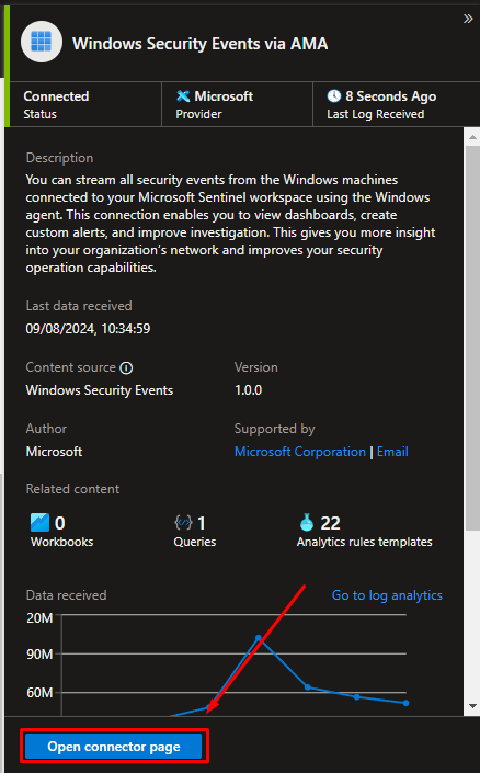 »
Windows Security Events via AMA
Connected
Status
Microsoft
Provider
8 Seconds Ago
Last Log Received
Description
You can stream all security events from the Windows machines
connected to your Microsoft Sentinel workspace using the Windows
agent. This connection enables you to view dashboards, create
custom alerts, and improve investigation. This gives you more insight
into your organization's network and improves your security
operation capabilities.
Last data received
09/08/2024, 10:34:59
Content source
Version
Windows Security Events
1.0.0
Author
Supported by
Microsoft
Microsoft Corporation | Email
Related content
0
Workbooks
1
Queries
22
Analytics rules templates
Data received
Go to log analytics
20M
90M
60M
Open connector page